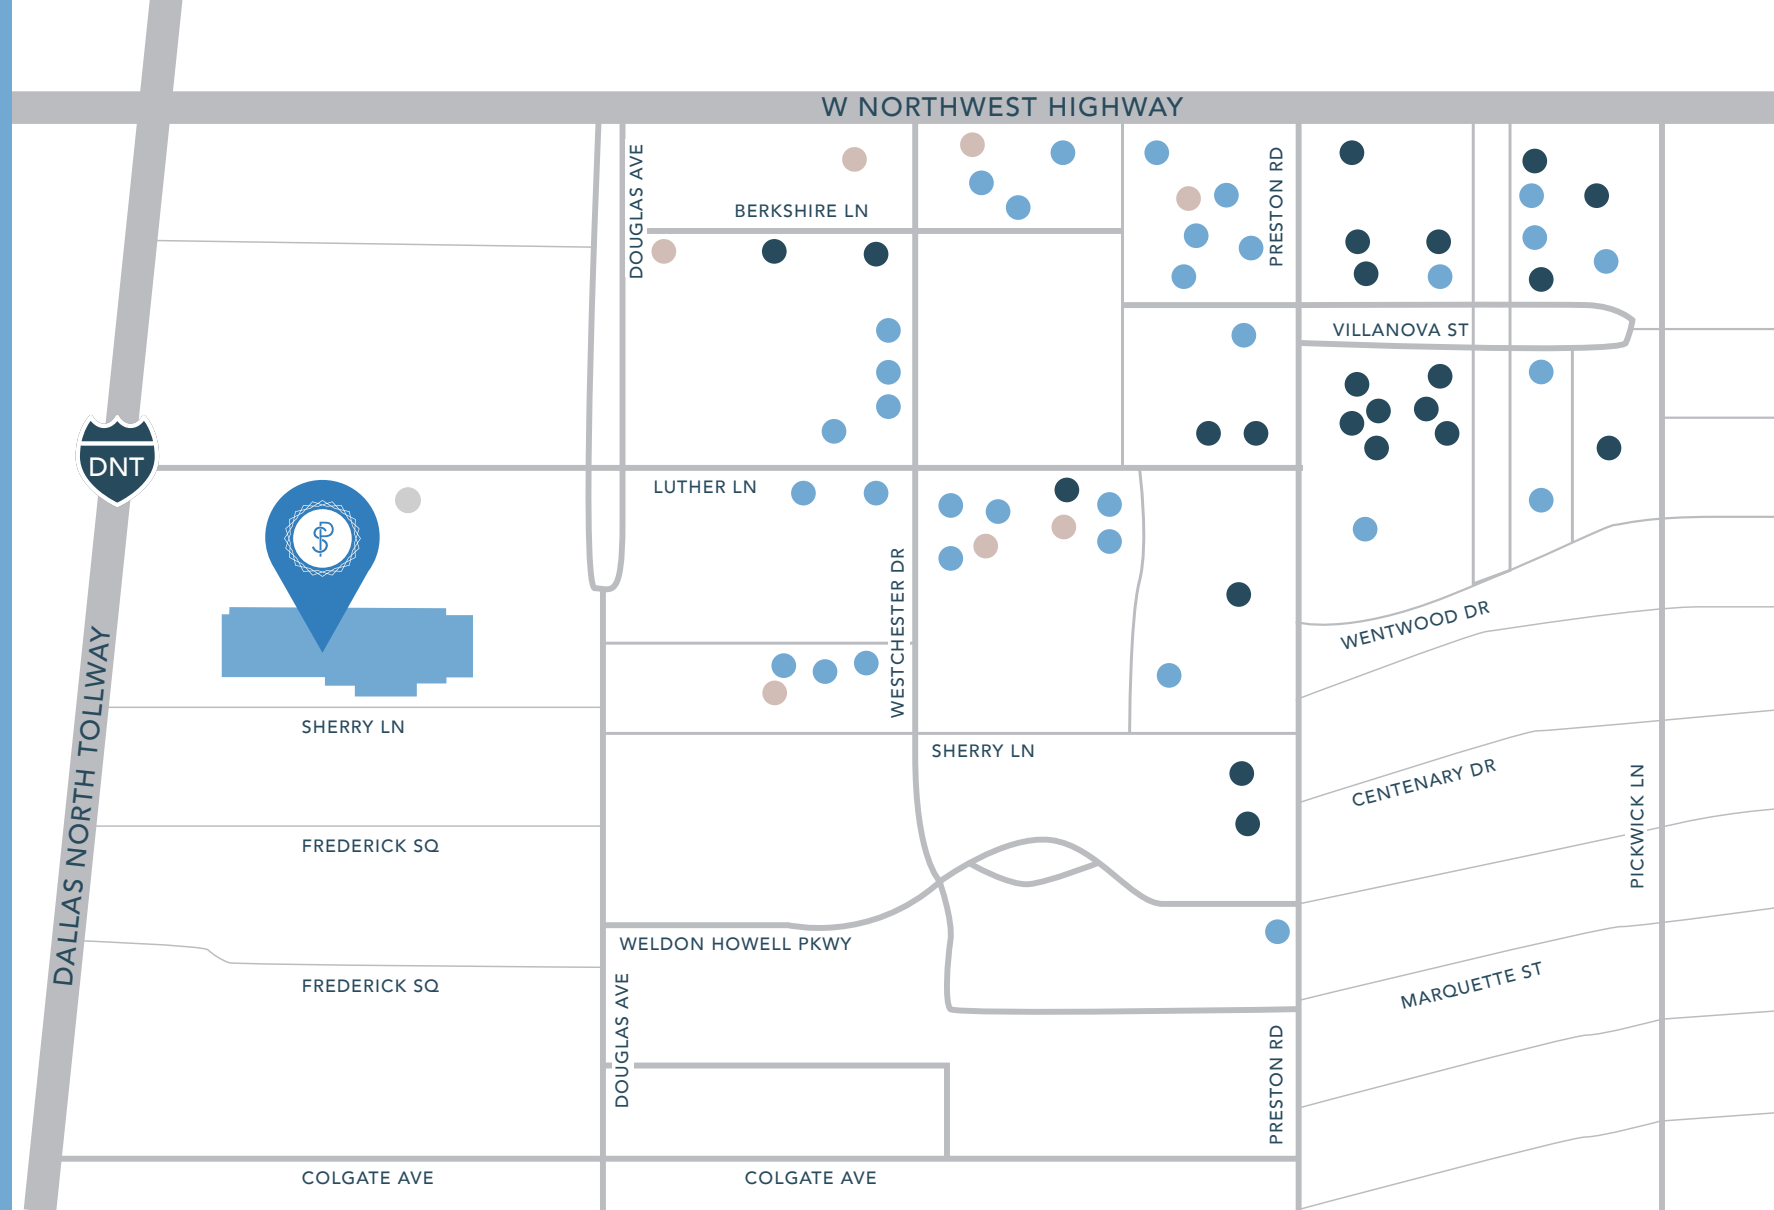 W NORTHWEST HIGHWAY
DOUGLAS AVE
BERKSHIRE LN
PRESTON RD
VILLANOVA ST
DNT
LUTHER LN
WESTCHESTER DR
WENTWOOD DR
DALLAS NORTH TOLLWAY
SHERRY LN
SHERRY LN
CENTENARY DR
PICKWICK LN
FREDERICK SQ
WELDON HOWELL PKWY
FREDERICK SQ
MARQUETTE ST
DOUGLAS AVE
PRESTON RD
COLGATE AVE
COLGATE AVE